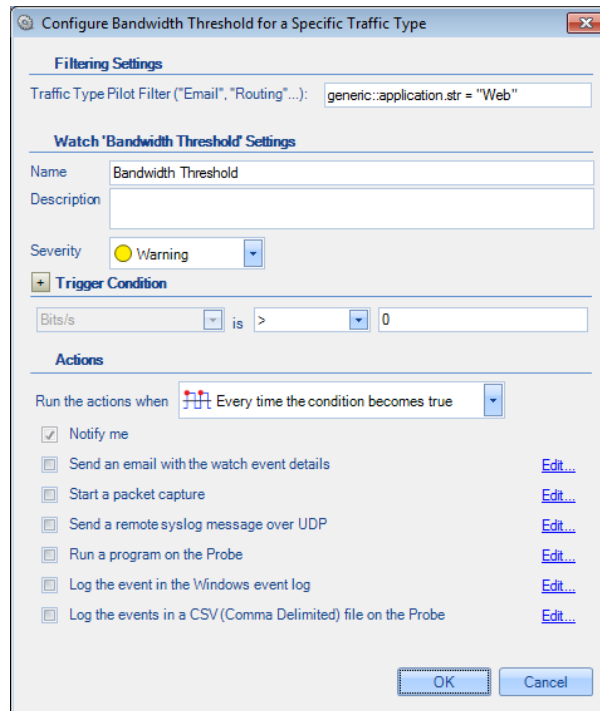 Configure Bandwidth Threshold for a Specific Traffic Type
Filtering Settings
Traffic Type Pilot Filter ("Email", "Routing"...): generic::application.str = "Web"
Watch 'Bandwidth Threshold' Settings
Name Bandwidth Threshold
Description
Severity Warning
+ Trigger Condition
Bits/s is > 0
Actions
Run the actions when Every time the condition becomes true
Notify me
Send an email with the watch event details Edit...
Start a packet capture Edit...
Send a remote syslog message over UDP Edit...
Run a program on the Probe Edit...
Log the event in the Windows event log Edit...
Log the events in a CSV (Comma Delimited) file on the Probe Edit...
OK Cancel